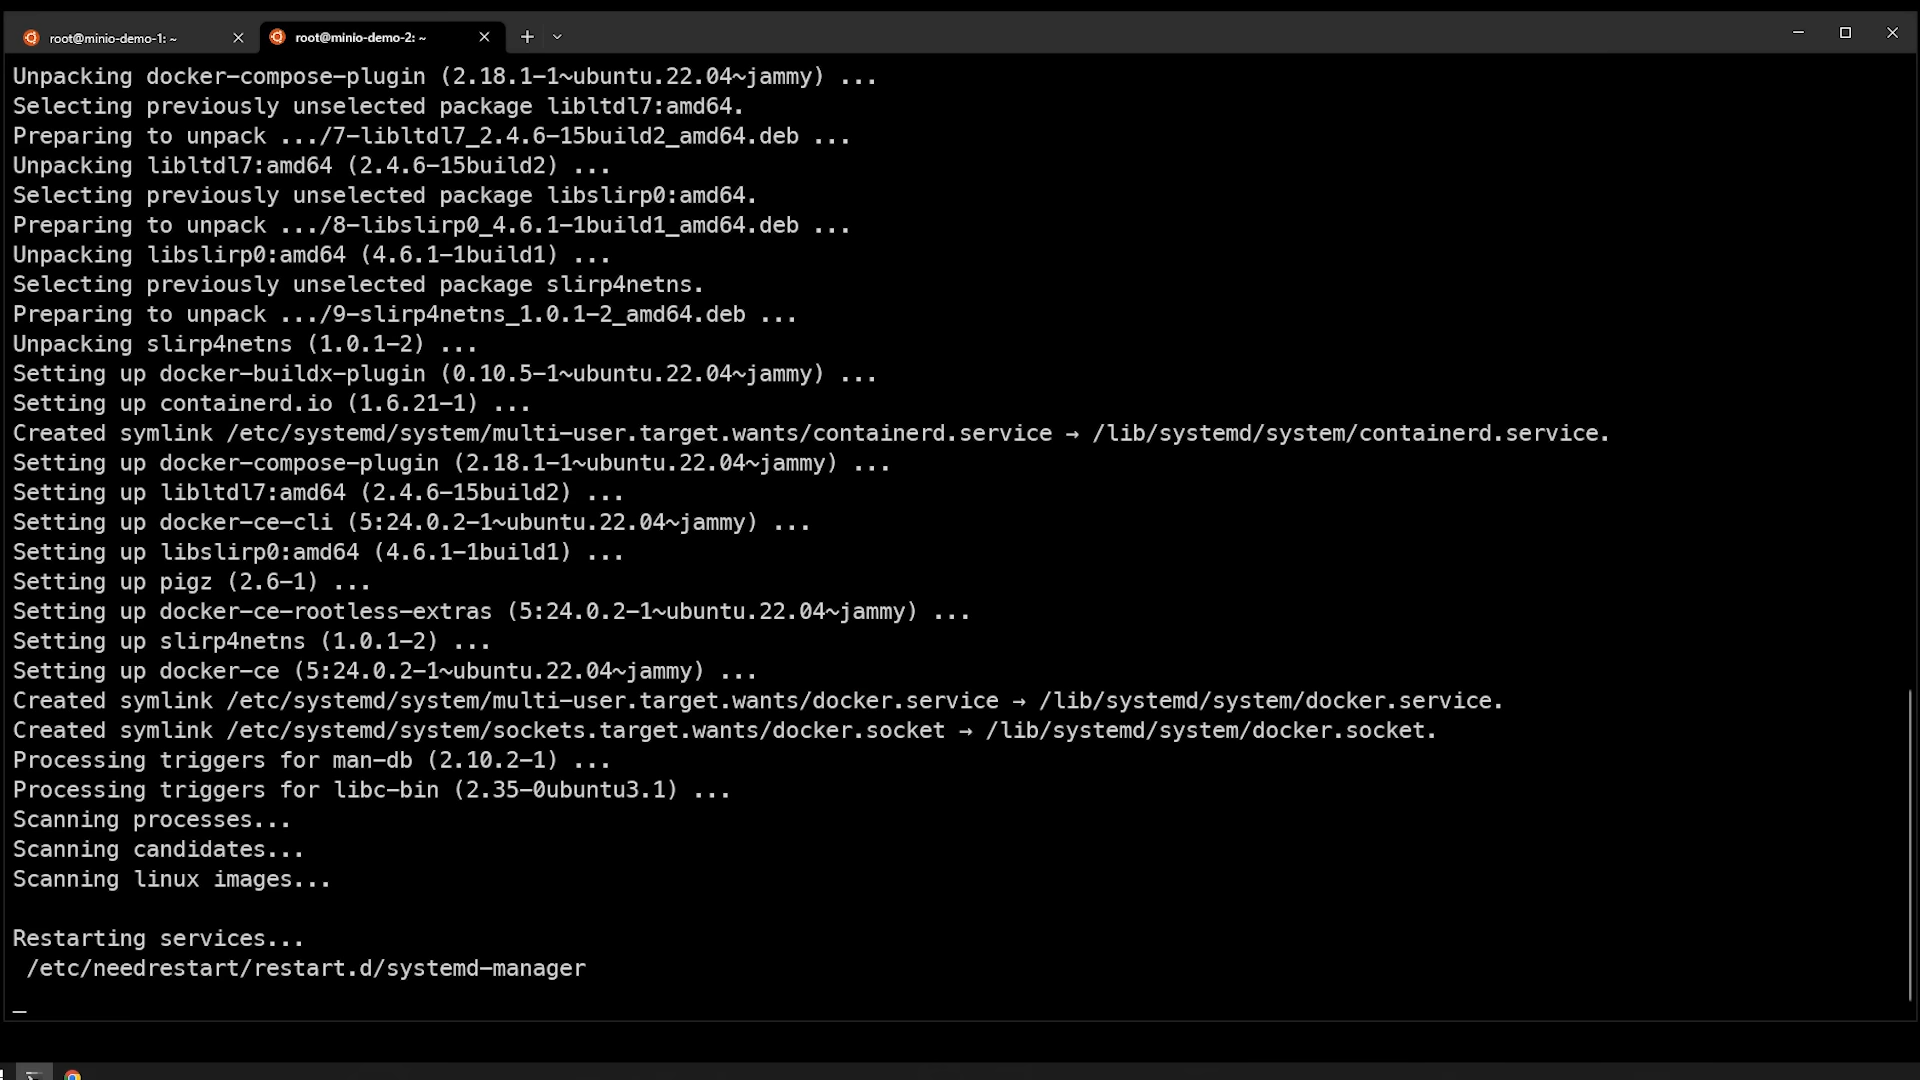 root@minio-demo-1: ~
root@minio-demo-2: ~
Unpacking docker-compose-plugin (2.18.1-1~ubuntu.22.04~jammy) ...
Selecting previously unselected package libltdl7:amd64.
Preparing to unpack .../7-libltdl7_2.4.6-15build2_amd64.deb ...
Unpacking libltdl7:amd64 (2.4.6-15build2) ...
Selecting previously unselected package libslirp0:amd64.
Preparing to unpack .../8-libslirp0_4.6.1-1build1_amd64.deb ...
Unpacking libslirp0:amd64 (4.6.1-1build1) ...
Selecting previously unselected package slirp4netns.
Preparing to unpack .../9-slirp4netns_1.0.1-2_amd64.deb ...
Unpacking slirp4netns (1.0.1-2) ...
Setting up docker-buildx-plugin (0.10.5-1~ubuntu.22.04~jammy) ...
Setting up containerd.io (1.6.21-1) ...
Created symlink /etc/systemd/system/multi-user.target.wants/containerd.service → /lib/systemd/system/containerd.service.
Setting up docker-compose-plugin (2.18.1-1~ubuntu.22.04~jammy) ...
Setting up libltdl7:amd64 (2.4.6-15build2) ...
Setting up docker-ce-cli (5:24.0.2-1~ubuntu.22.04~jammy) ...
Setting up libslirp0:amd64 (4.6.1-1build1) ...
Setting up pigz (2.6-1) ...
Setting up docker-ce-rootless-extras (5:24.0.2-1~ubuntu.22.04~jammy) ...
Setting up slirp4netns (1.0.1-2) ...
Setting up docker-ce (5:24.0.2-1~ubuntu.22.04~jammy) ...
Created symlink /etc/systemd/system/multi-user.target.wants/docker.service → /lib/systemd/system/docker.service.
Created symlink /etc/systemd/system/sockets.target.wants/docker.socket → /lib/systemd/system/docker.socket.
Processing triggers for man-db (2.10.2-1) ...
Processing triggers for libc-bin (2.35-0ubuntu3.1) ...
Scanning processes...
Scanning candidates...
Scanning linux images...
Restarting services...
/etc/needrestart/restart.d/systemd-manager